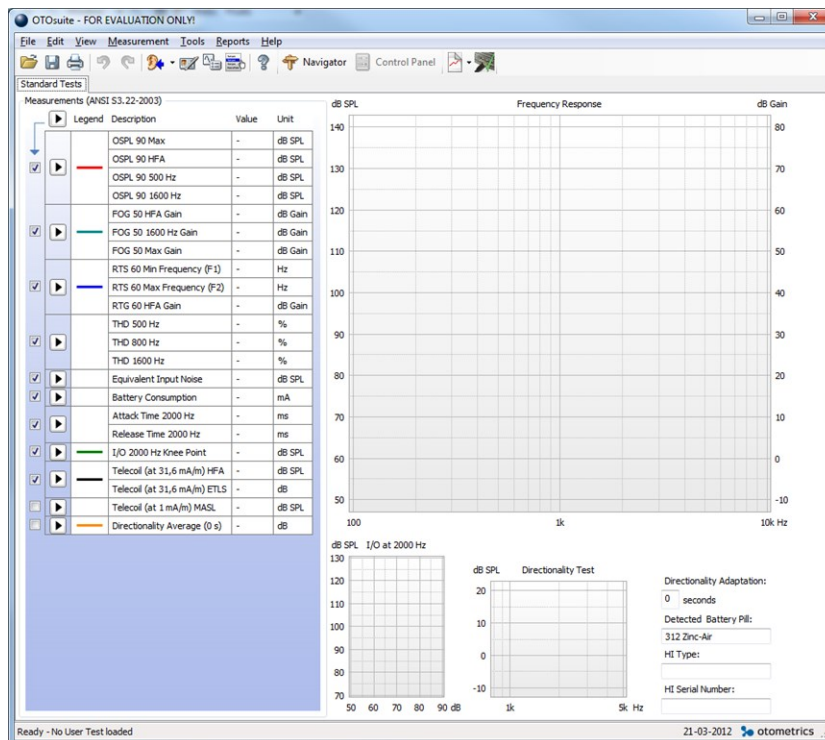 OTOsuite - FOR EVALUATION ONLY!
File Edit View Measurement Tools Reports Help
Navigator Control Panel
Standard Tests
Measurements (ANSI S3.22-2003)
Legend Description Value Unit
OSPL 90 Max - dB SPL
OSPL 90 HFA - dB SPL
OSPL 90 500 Hz - dB SPL
OSPL 90 1600 Hz - dB SPL
FOG 50 HFA Gain - dB Gain
FOG 50 1600 Hz Gain - dB Gain
FOG 50 Max Gain - dB Gain
RTS 60 Min Frequency (F1) - Hz
RTS 60 Max Frequency (F2) - Hz
RTG 60 HFA Gain - dB Gain
THD 500 Hz - %
THD 800 Hz - %
THD 1600 Hz - %
Equivalent Input Noise - dB SPL
Battery Consumption - mA
Attack Time 2000 Hz - ms
Release Time 2000 Hz - ms
I/O 2000 Hz Knee Point - dB SPL
Telecoil (at 31,6 mA/m) HFA - dB SPL
Telecoil (at 31,6 mA/m) ETLS - dB
Telecoil (at 1 mA/m) MASL - dB SPL
Directionality Average (0 s) - dB
dB SPL Frequency Response dB Gain
140 80
130 70
120 60
110 50
100 40
90 30
80 20
70 10
60 0
50 -10
100 1k 10k Hz
dB SPL I/O at 2000 Hz
130
120
110
100
90
80
70
50 60 70 80 90 dB
dB SPL Directionality Test
20
10
0
-10
1k 5k Hz
Directionality Adaptation:
0 seconds
Detected Battery Pill:
312 Zinc-Air
HI Type:
HI Serial Number:
Ready - No User Test loaded 21-03-2012 otometrics